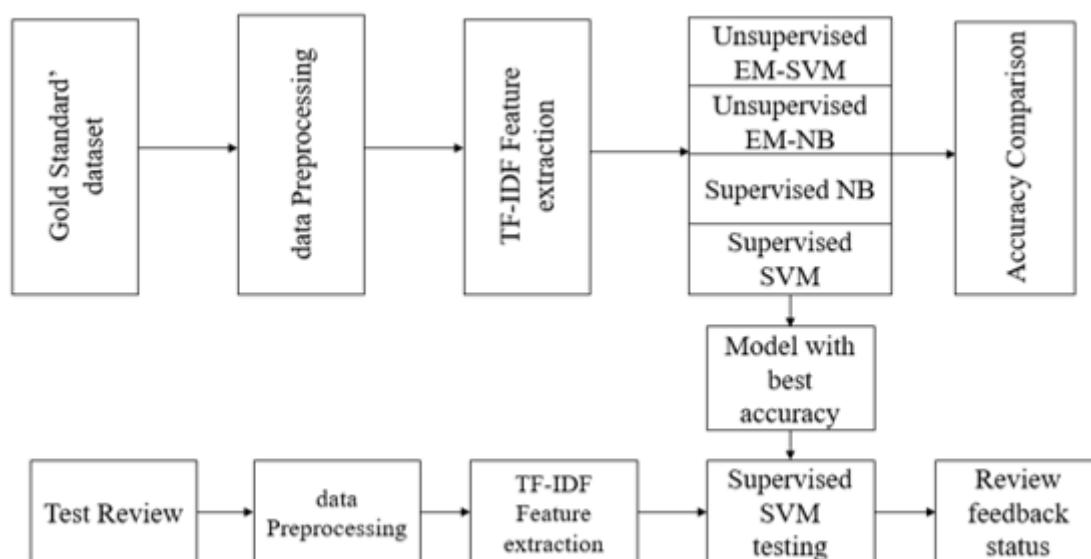 Gold Standard’
dataset
data Preprocessing
TF-IDF Feature
extraction
Unsupervised
EM-SVM
Unsupervised
EM-NB
Supervised NB
Supervised
SVM
Accuracy Comparison
Model with
best
accuracy
Test Review
data
Preprocessing
TF-IDF
Feature
extraction
Supervised
SVM
testing
Review
feedback
status